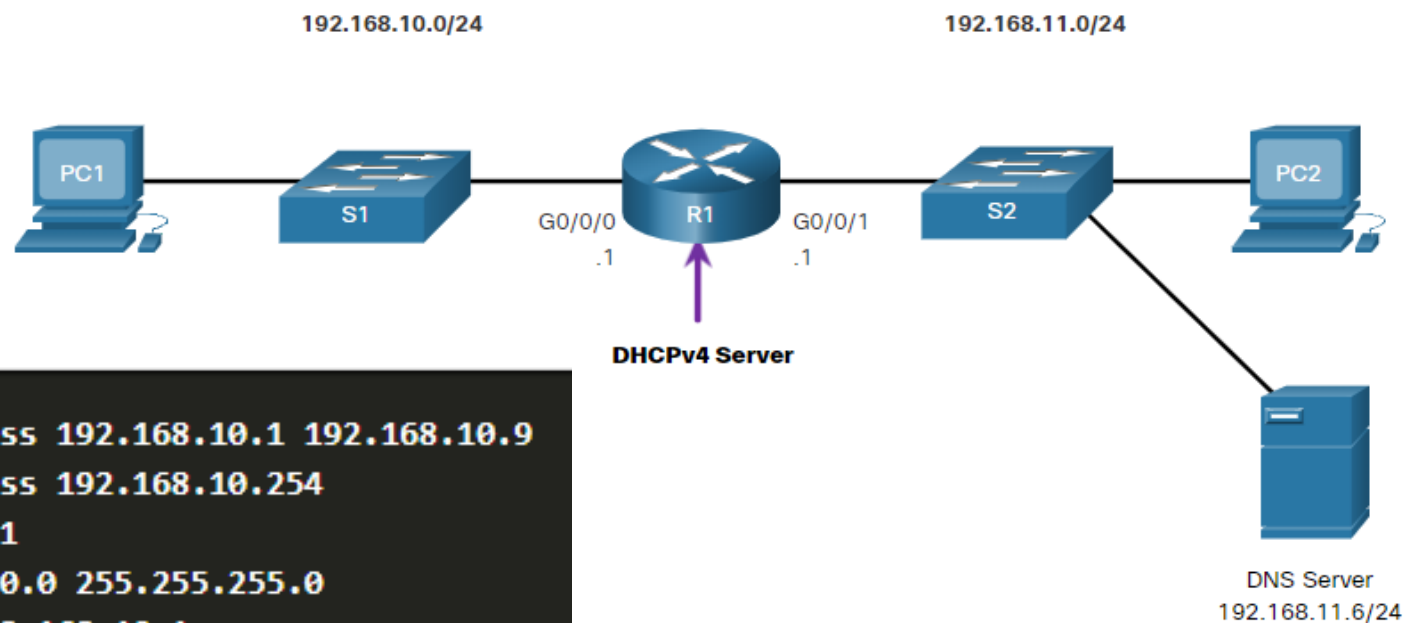 192.168.10.0/24
192.168.11.0/24
PC1
S1
G0/0/0
.1
R1
G0/0/1
.1
S2
PC2
DHCPv4 Server
ss 192.168.10.1 192.168.10.9
ss 192.168.10.254
1
0.0 255.255.255.0
DNS Server
192.168.11.6/24